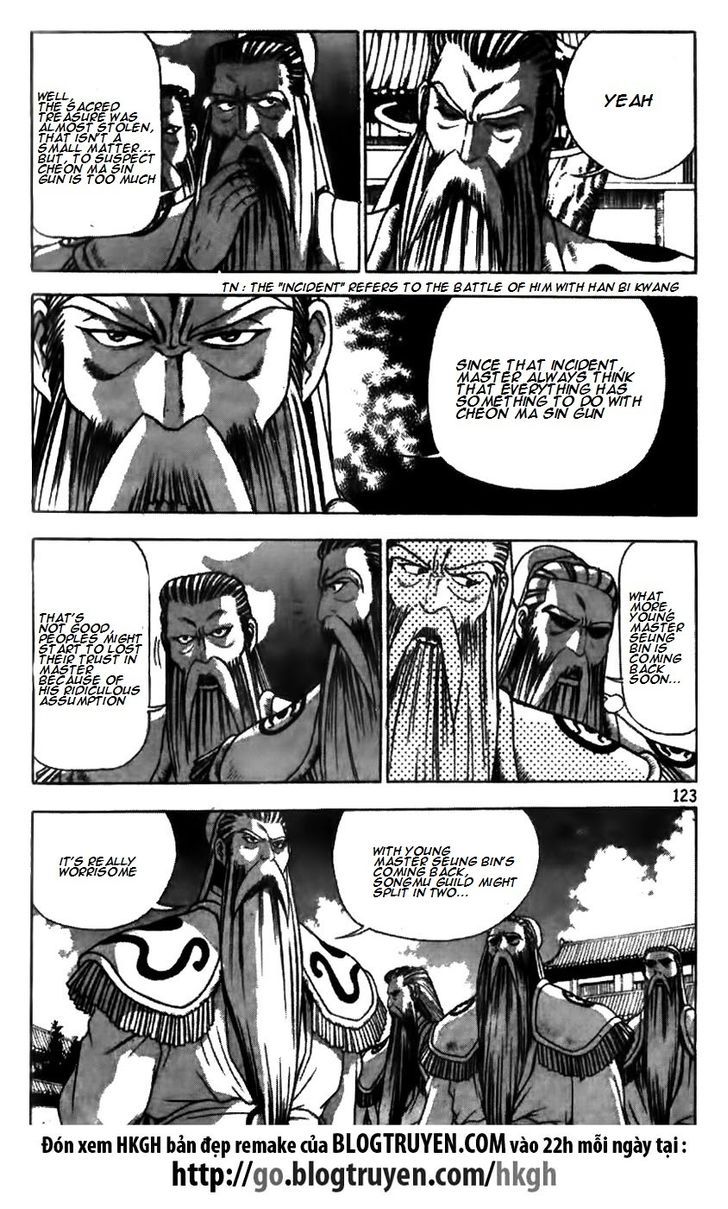 WELL,
THE SACRED
TREASURE WAS
ALMOST STOLEN,
THAT ISN'T A
SMALL MATTER...
BUT, TO SUSPECT
CHEON MA SIN
GUN IS TOO MUCH
YEAH
TN : THE "INCIDENT" REFERS TO THE BATTLE OF HIM WITH HAN BI KWANG
SINCE THAT INCIDENT,
MASTER ALWAYS THINK
THAT EVERYTHING HAS
SOMETHING TO DO WITH
CHEON MA SIN GUN
THAT'S
NOT GOOD,
PEOPLES MIGHT
START TO LOST
THEIR TRUST IN
MASTER
BECAUSE OF
HIS RIDICULOUS
ASSUMPTION
WHAT
MORE,
YOUNG
MASTER
SEUNG
BIN IS
COMING
BACK
SOON...
123
IT'S REALLY
WORRISOME
WITH YOUNG
MASTER SEUNG BIN'S
COMING BACK,
SONGMU GUILD MIGHT
SPLIT IN TWO...
Đón xem HKGH bản đẹp remake của BLOGTRUYEN.COM vào 22h mỗi ngày tại :
http://go.blogtruyen.com/hkgh